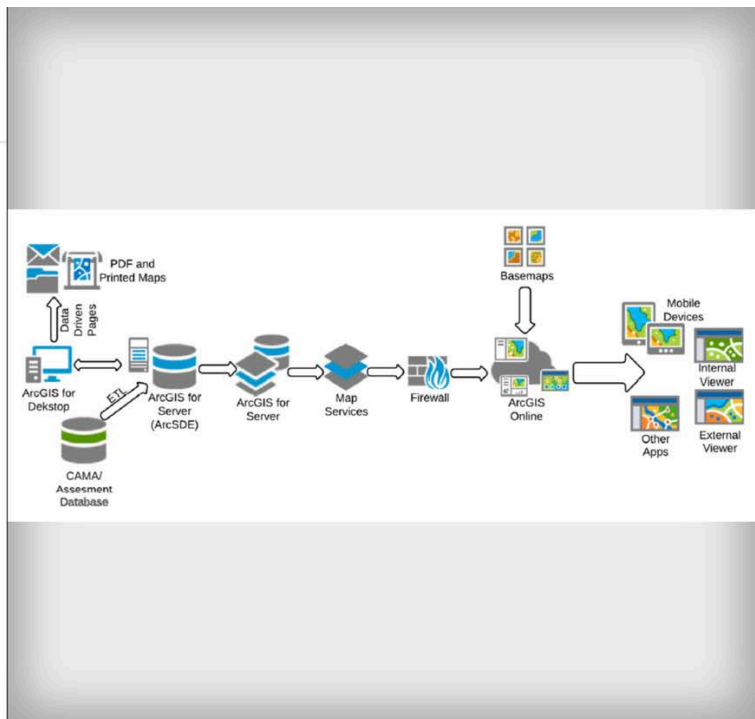 PDF and
Printed Maps
Data
Driven
Pages
ArcGIS for
Dekstop
ETL
CAMA/
Assesment
Database
ArcGIS for
Server
(ArcSDE)
ArcGIS for
Server
Map
Services
Firewall
Basemaps
ArcGIS
Online
Mobile
Devices
Internal
Viewer
Other
Apps
External
Viewer